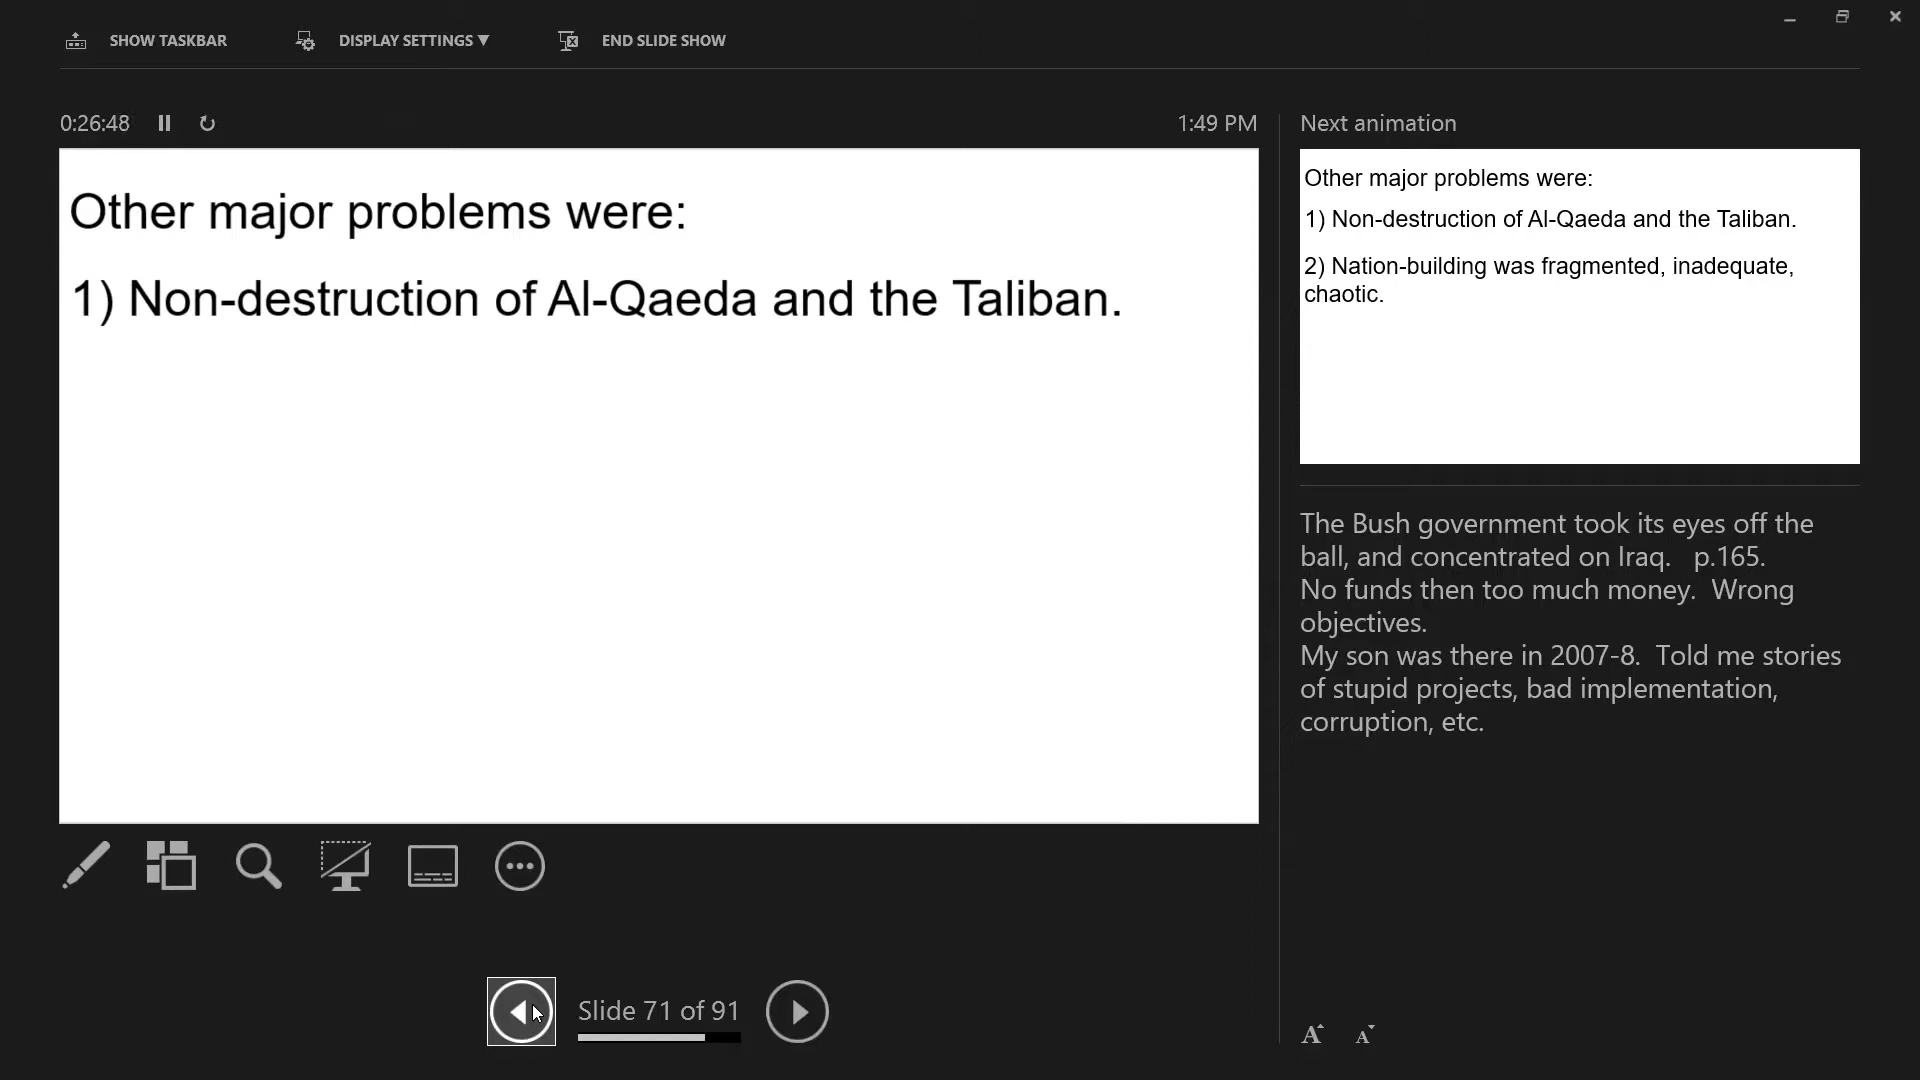 SHOW TASKBAR
DISPLAY SETTINGS ▼
END SLIDE SHOW
0:26:48
1:49 PM
Other major problems were:
1) Non-destruction of Al-Qaeda and the Taliban.
Next animation
Other major problems were:
1) Non-destruction of Al-Qaeda and the Taliban.
2) Nation-building was fragmented, inadequate,
chaotic.
The Bush government took its eyes off the
ball, and concentrated on Iraq.   p.165.
No funds then too much money.  Wrong
objectives.
My son was there in 2007-8.  Told me stories
of stupid projects, bad implementation,
corruption, etc.
Slide 71 of 91
A A